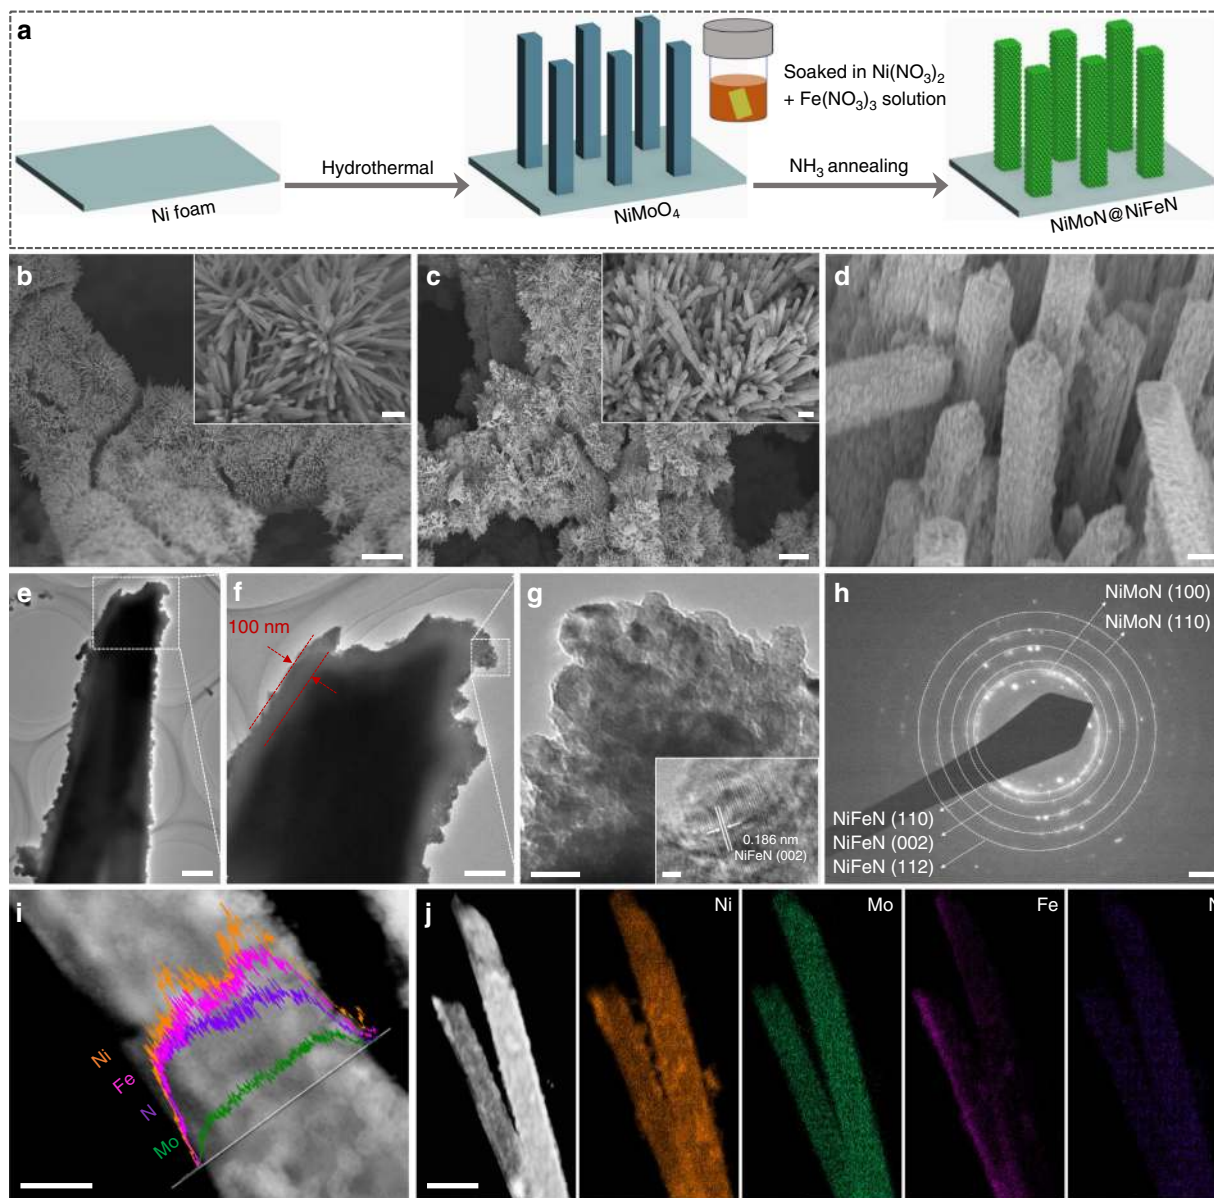 a
Soaked in Ni(NO₃)₂
+ Fe(NO₃)₃ solution
Hydrothermal
NH₃ annealing
Ni foam
NiMoO₄
NiMoN@NiFeN
b
c
d
e
f
100 nm
g
0.186 nm
NiFeN (002)
h
NiMoN (100)
NiMoN (110)
NiFeN (110)
NiFeN (002)
NiFeN (112)
i
Ni
Fe
N
Mo
j
Ni
Mo
Fe
N